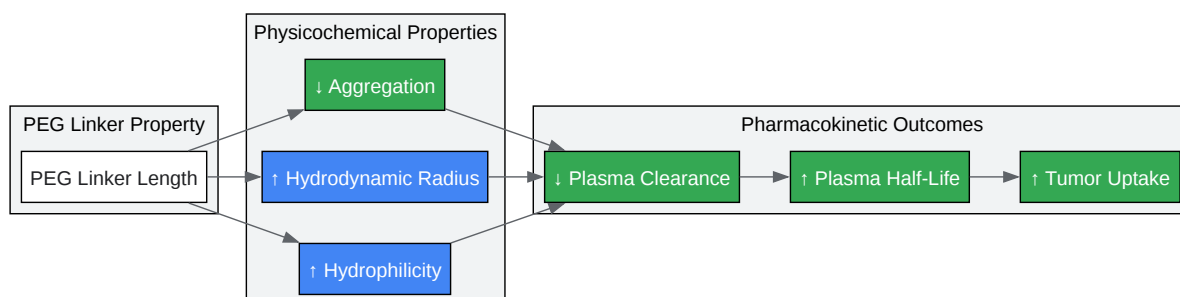 PEG Linker Property
PEG Linker Length
Physicochemical Properties
↓ Aggregation
↑ Hydrodynamic Radius
↑ Hydrophilicity
Pharmacokinetic Outcomes
↓ Plasma Clearance
↑ Plasma Half-Life
↑ Tumor Uptake